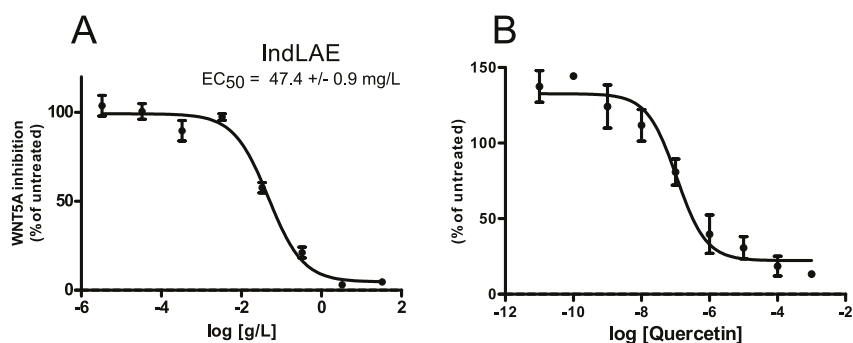 A
IndLAE
EC50 = 47.4 +/- 0.9 mg/L
WNT5A inhibition
(% of untreated)
100
50
0
-6 -4 -2 0 2
log [g/L]
B
(% of untreated)
150
100
50
0
-12 -10 -8 -6 -4 -2
log [Quercetin]